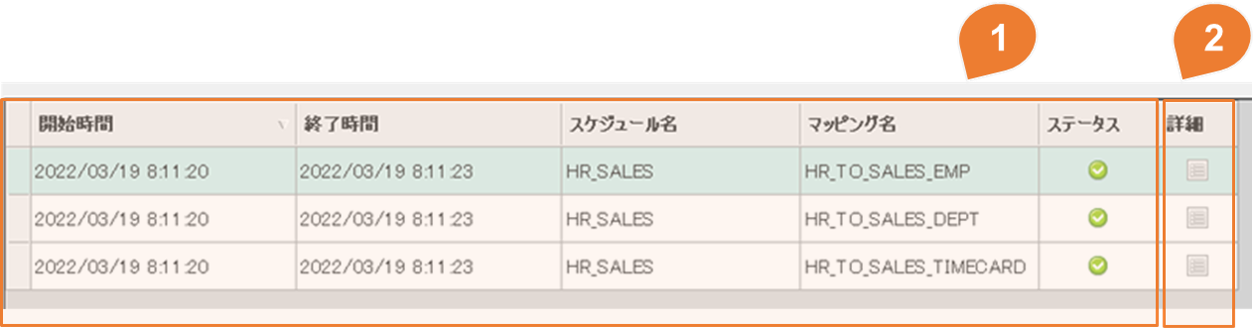 1 2
開始時間 終了時間 スケジュール名 マッピング名 ステータス 詳細
2022/03/19 8:11:20 2022/03/19 8:11:23 HR_SALES HR_TO_SALES_EMP
2022/03/19 8:11:20 2022/03/19 8:11:23 HR_SALES HR_TO_SALES_DEPT
2022/03/19 8:11:20 2022/03/19 8:11:23 HR_SALES HR_TO_SALES_TIMECARD